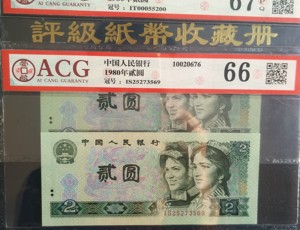 67
AI CANG GUARANTY
冠号： IT00055200
評級紙幣收藏册
ACG
AI CANG GUARANTY
中国人民银行 10020676
1980年贰圆
冠号： IS25273569
66
贰圆
中国人民银行
贰圆
2
2
IS25273569